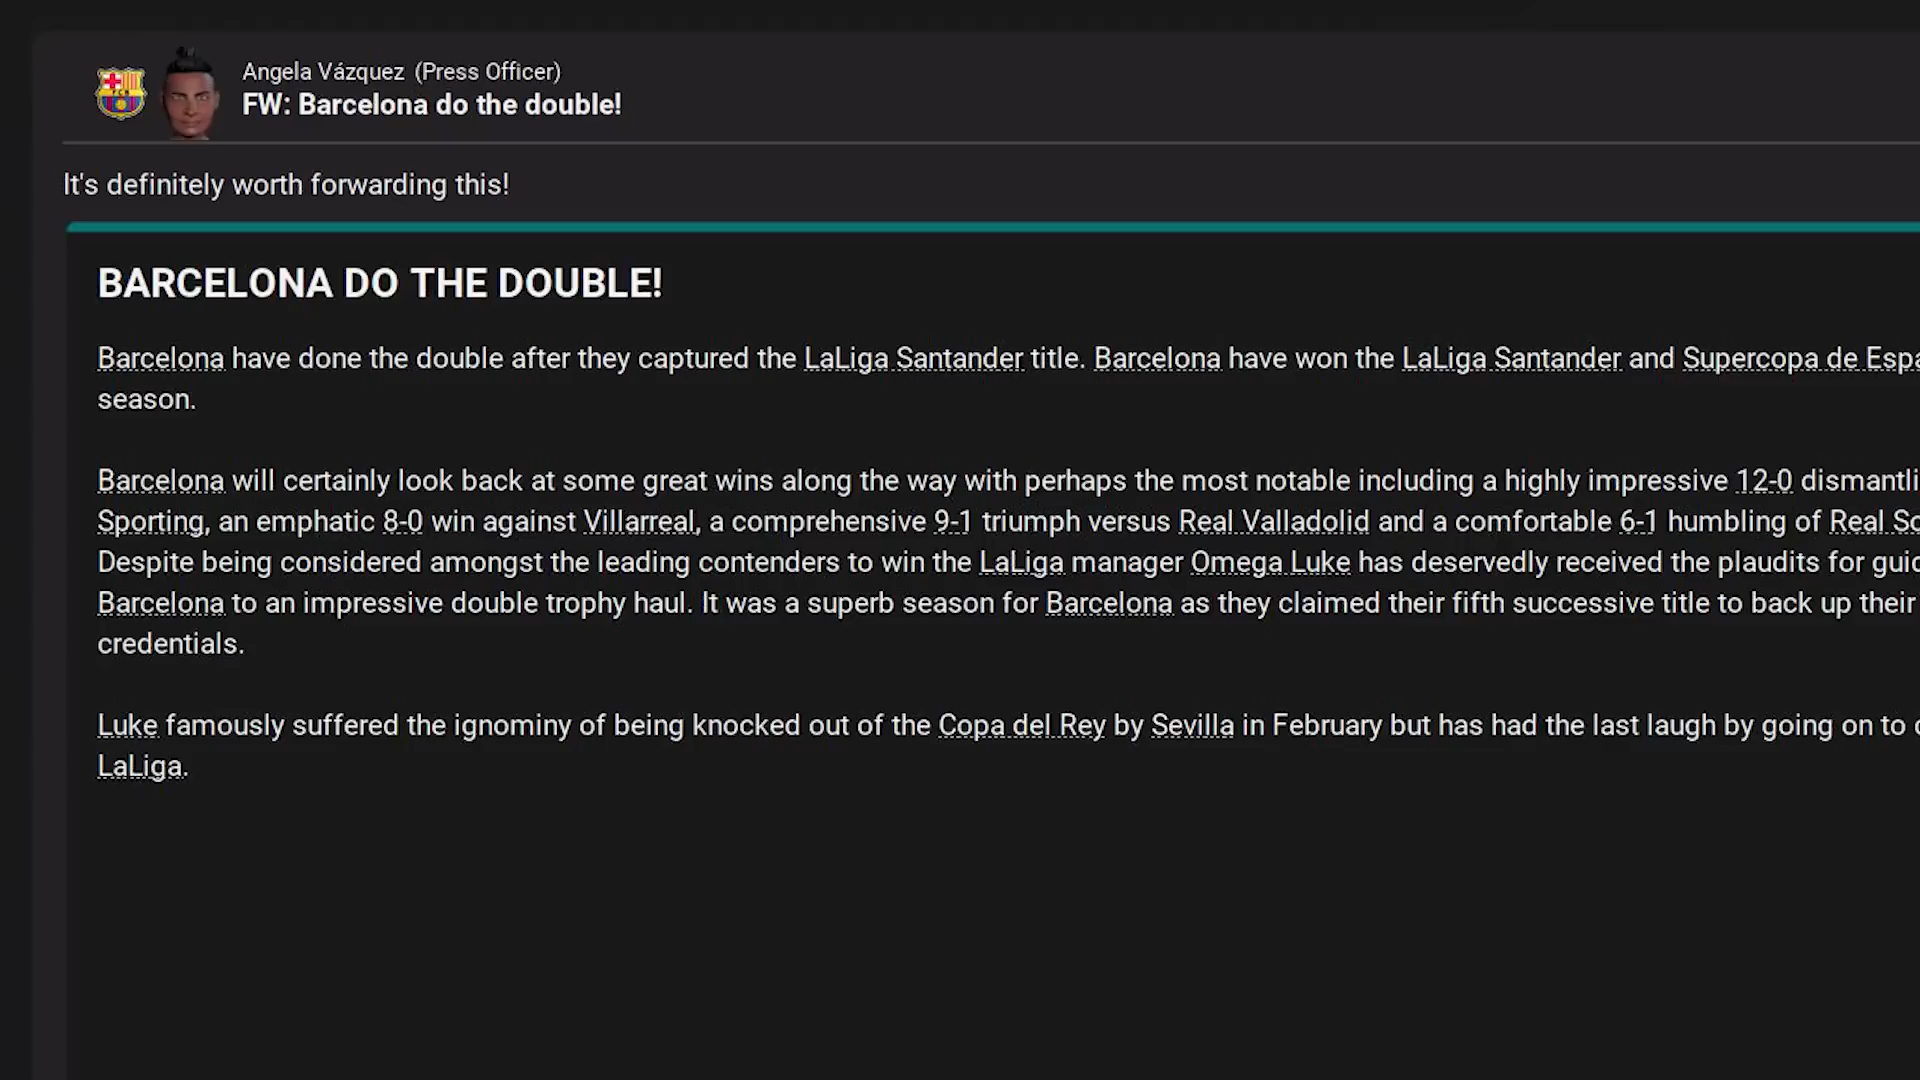 Angela Vázquez (Press Officer)
FW: Barcelona do the double!
It's definitely worth forwarding this!
BARCELONA DO THE DOUBLE!
Barcelona have done the double after they captured the LaLiga Santander title. Barcelona have won the LaLiga Santander and Supercopa de
season.
Barcelona will certainly look back at some great wins along the way with perhaps the most notable including a highly impressive 12-0
Sporting, an emphatic 8-0 win against Villarreal, a comprehensive 9-1 triumph versus Real Valladolid and a comfortable 6-1 humbling of Real
Despite being considered amongst the leading contenders to win the LaLiga manager Omega Luke has deservedly received the plaudits for
Barcelona to an impressive double trophy haul. It was a superb season for Barcelona as they claimed their fifth successive title to back up their
credentials.
Luke famously suffered the ignominy of being knocked out of the Copa del Rey by Sevilla in February but has had the last laugh by going on to
LaLiga.